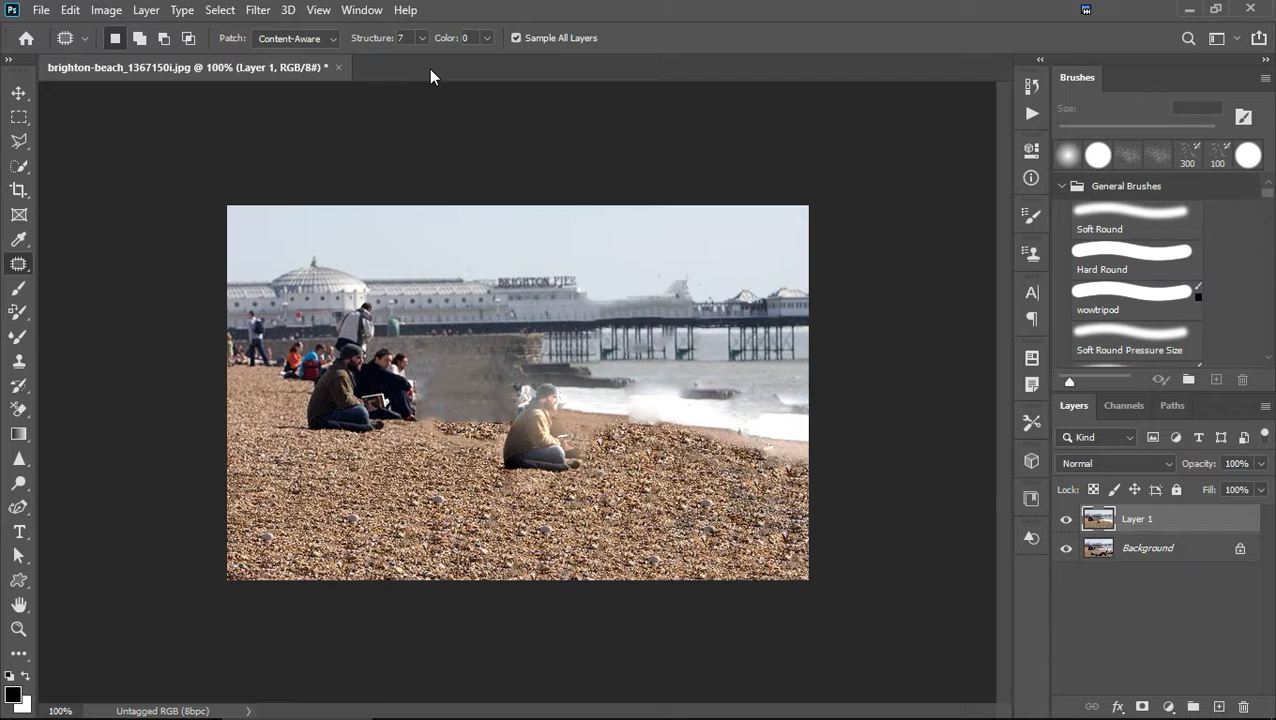 Ps File Edit Image Layer Type Select Filter 3D View Window Help
Patch: Content-Aware Structure: 7 Color: 0 Sample All Layers
brighton-beach_1367150i.jpg @ 100% (Layer 1, RGB/8#) * ×
Brushes
Size:
300 100
General Brushes
Soft Round
Hard Round
wowtripod
Soft Round Pressure Size
BRIGHTON PIER
Layers Channels Paths
Kind
Normal Opacity: 100%
Lock: Fill: 100%
Layer 1
Background
100% Untagged RGB (8bpc)